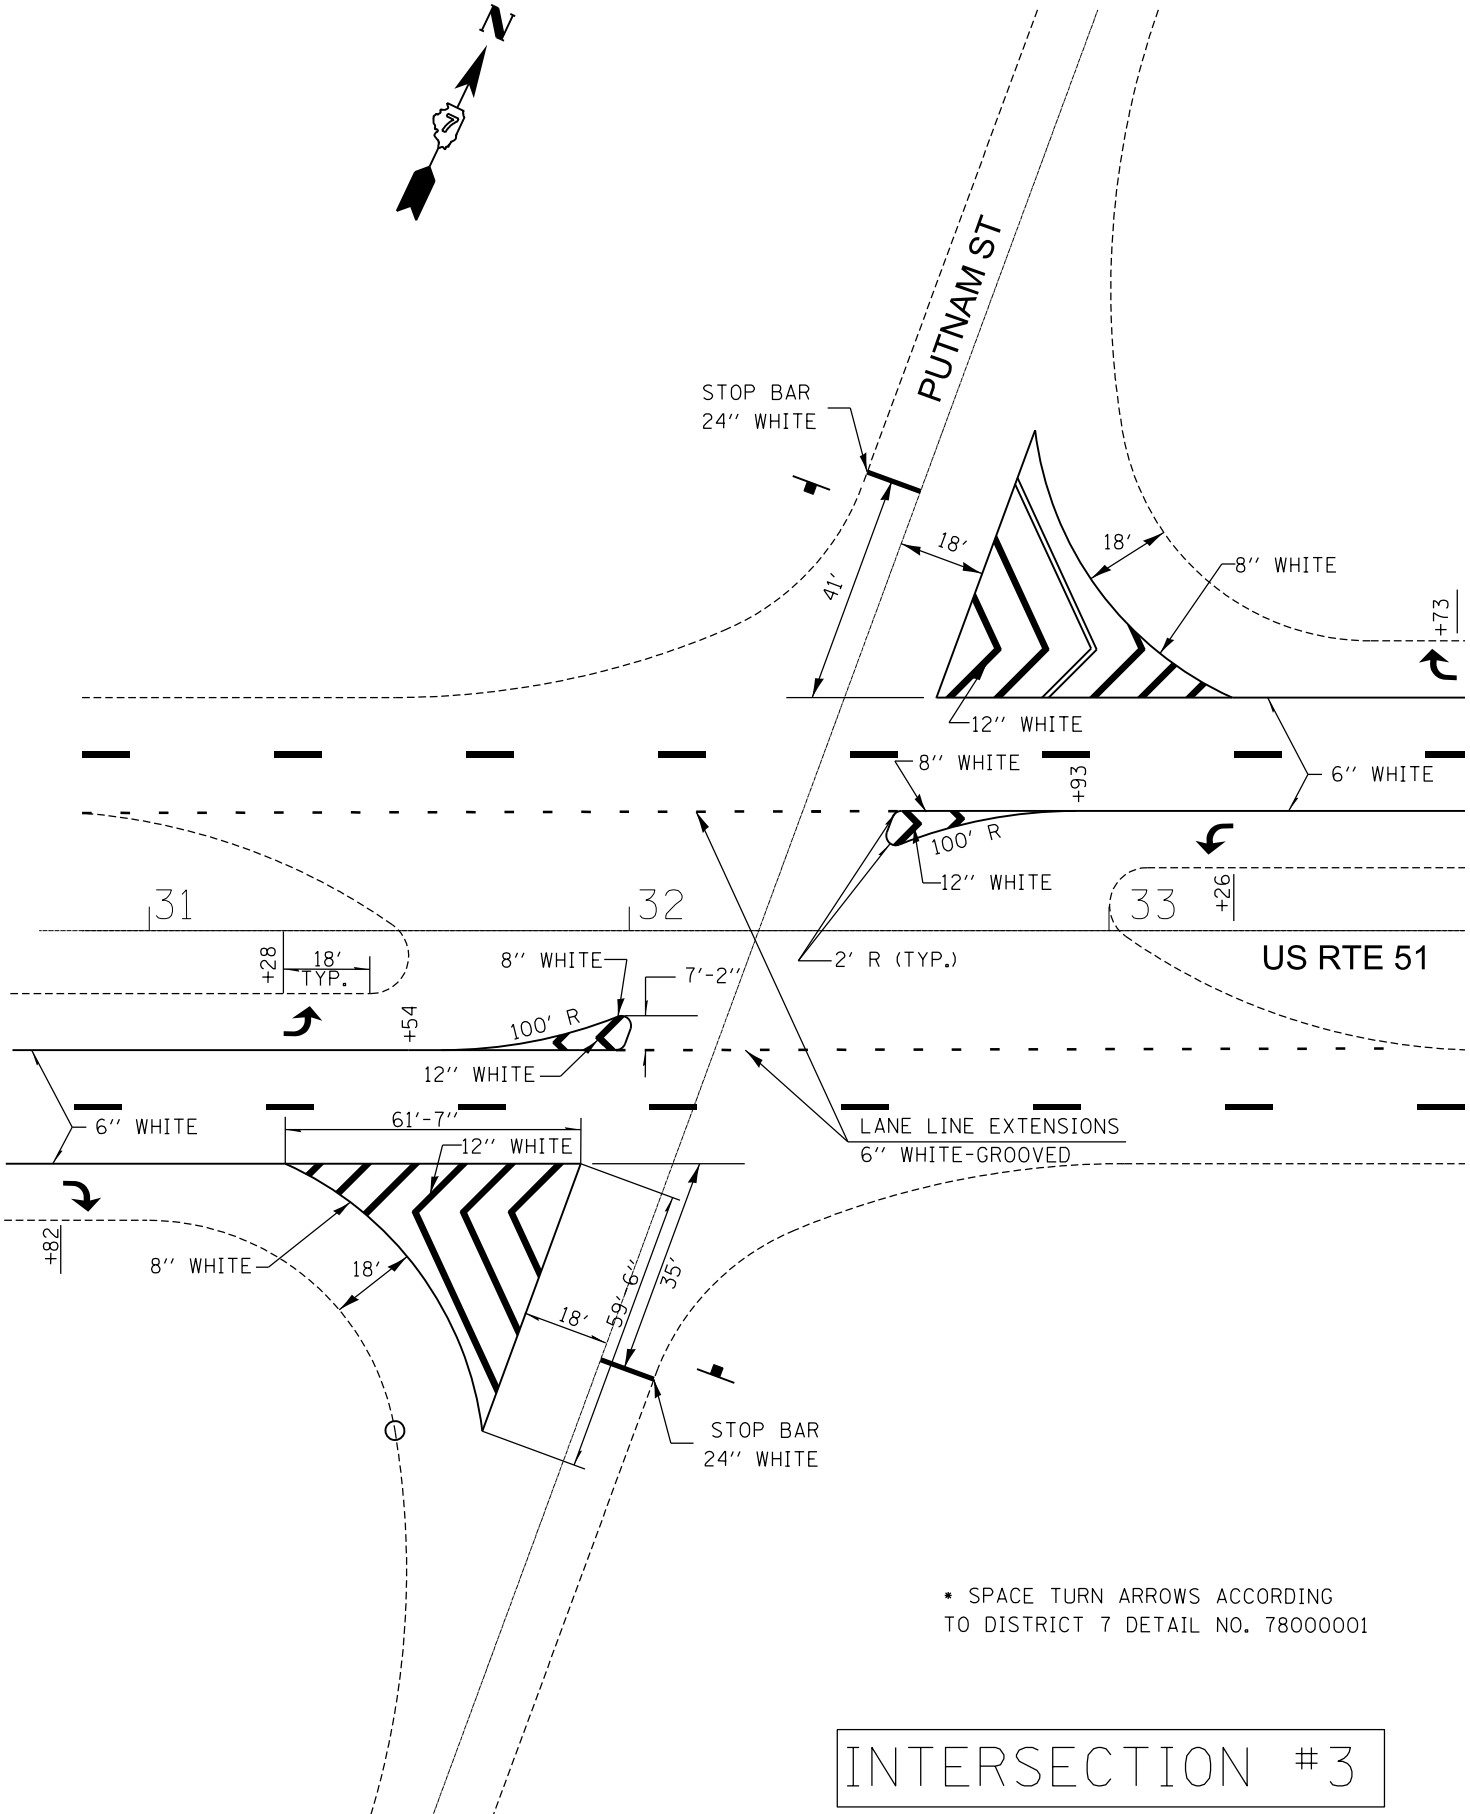 N
7
PUTNAM ST
STOP BAR
24'' WHITE
41'
18'
18'
8'' WHITE
+73
12'' WHITE
8'' WHITE
+93
6'' WHITE
100' R
12'' WHITE
31
32
33
+26
+28
18'
TYP.
8'' WHITE
7'-2''
2' R (TYP.)
US RTE 51
+54
100' R
12'' WHITE
6'' WHITE
61'-7''
12'' WHITE
LANE LINE EXTENSIONS
6'' WHITE-GROOVED
+82
8'' WHITE
18'
18'
59'-6''
35'
STOP BAR
24'' WHITE
* SPACE TURN ARROWS ACCORDING
TO DISTRICT 7 DETAIL NO. 78000001
INTERSECTION #3